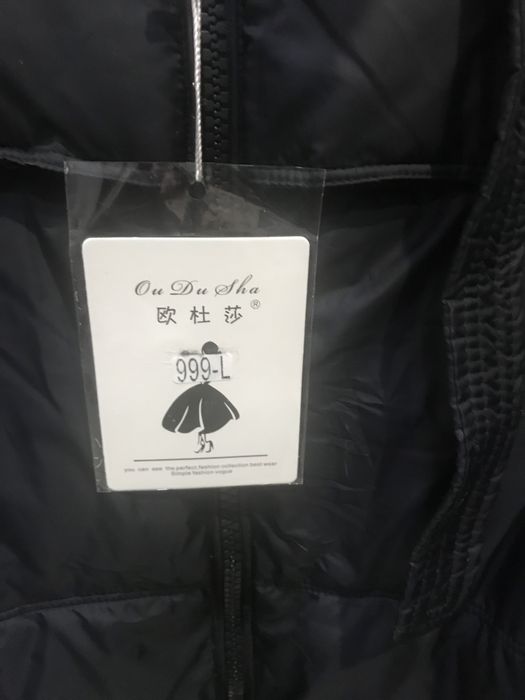 Ou Du Sha
欧杜莎®
999-L
you can see the perfect,fashion collection best wear
Simple fashion vogue